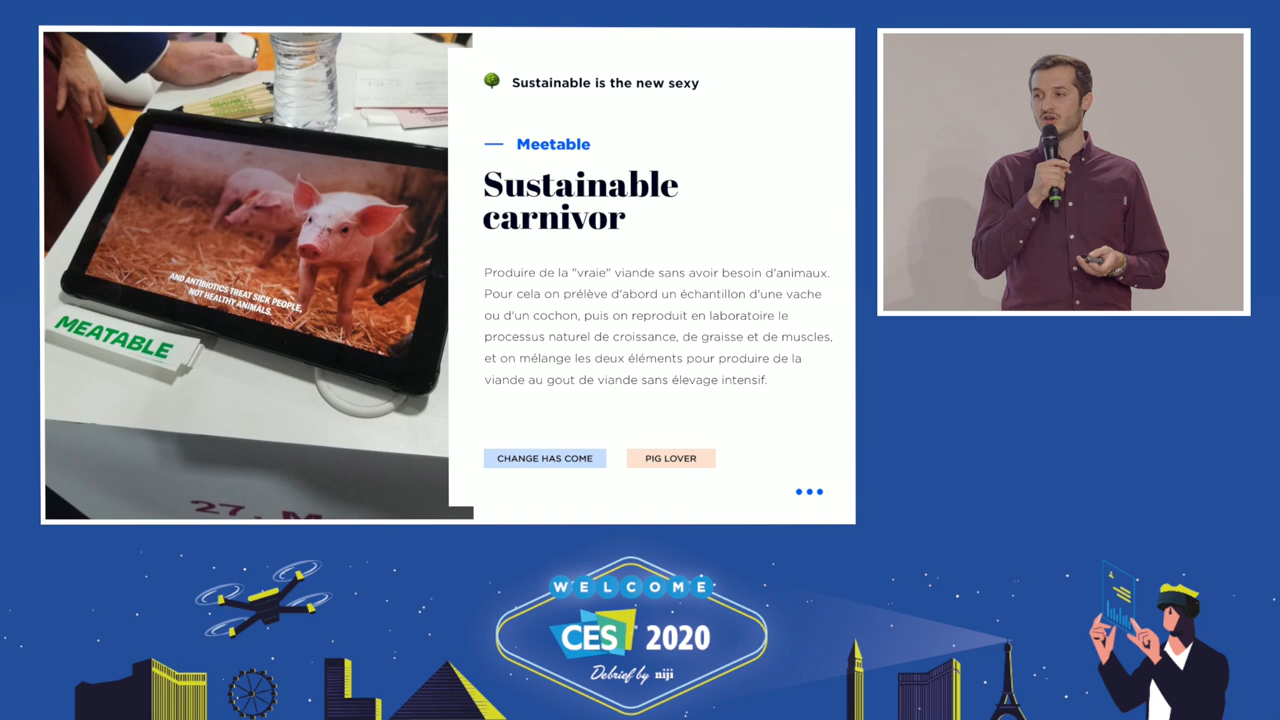 Sustainable is the new sexy
Meetable
Sustainable
carnivor
Produire de la "vraie" viande sans avoir besoin d'animaux.
Pour cela on prélève d'abord un échantillon d'une vache
ou d'un cochon, puis on reproduit en laboratoire le
processus naturel de croissance, de graisse et de muscles,
et on mélange les deux éléments pour produire de la
viande au gout de viande sans élevage intensif.
CHANGE HAS COME
PIG LOVER
AND ANTIBIOTICS TREAT SICK PEOPLE,
NOT HEALTHY ANIMALS.
MEATABLE
27. M
WELCOME
CES 2020
Debrief by niji